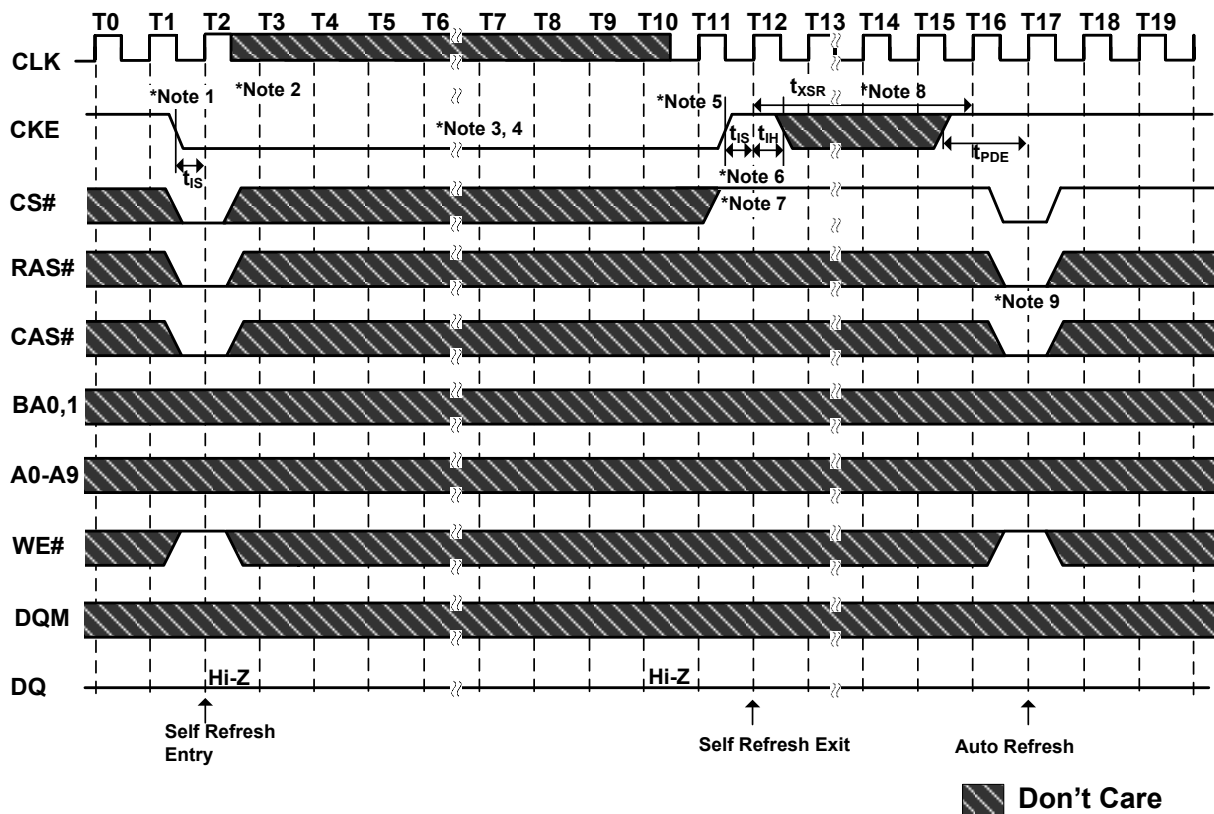 T0 T1 T2 T3 T4 T5 T6 T7 T8 T9 T10 T11 T12 T13 T14 T15 T16 T17 T18 T19
CLK
*Note 1 *Note 2 *Note 5 tXSR *Note 8
CKE
*Note 3, 4
tIS tIS tIH tPDE
*Note 6
CS#
*Note 7
RAS#
*Note 9
CAS#
BA0,1
A0-A9
WE#
DQM
DQ Hi-Z Hi-Z
Self Refresh
Entry
Self Refresh Exit
Auto Refresh
Don't Care